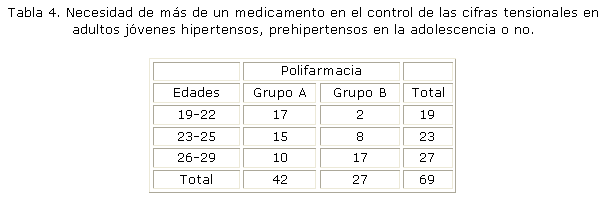 Tabla 4. Necesidad de más de un medicamento en el control de las cifras tensionales en
adultos jóvenes hipertensos, prehipertensos en la adolescencia o no.
Polifarmacia
Edades Grupo A Grupo B Total
19-22 17 2 19
23-25 15 8 23
26-29 10 17 27
Total 42 27 69